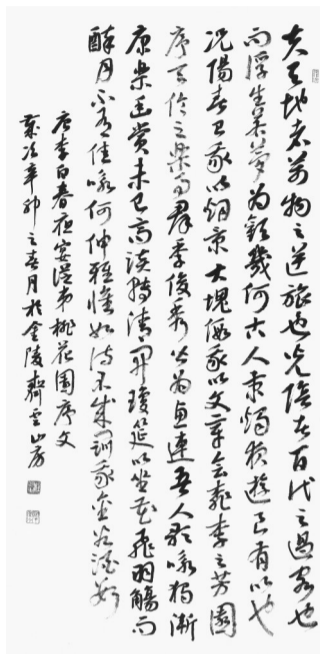 夫天地者萬物之逆旅也光陰者百代之過客也
而浮生若夢為歡幾何古人秉燭夜遊良有以也
况陽春召我以烟景大塊假我以文章會桃李之芳園
序天倫之樂事群季俊秀皆為惠連吾人歌詠獨慚
康樂幽賞未已高談轉清開瓊筵以坐花飛羽觴而
醉月不有佳詠何伸雅懷如詩不成罰依金谷酒數
唐李白春夜宴從弟桃花園序文
歲次辛卯之春月於金陵齋雲山房